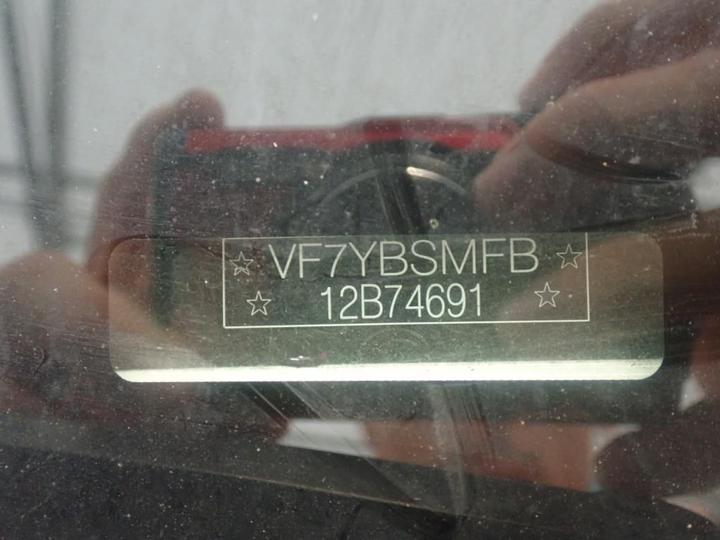 ☆ VF7YBSMFB ☆
☆ 12B74691 ☆